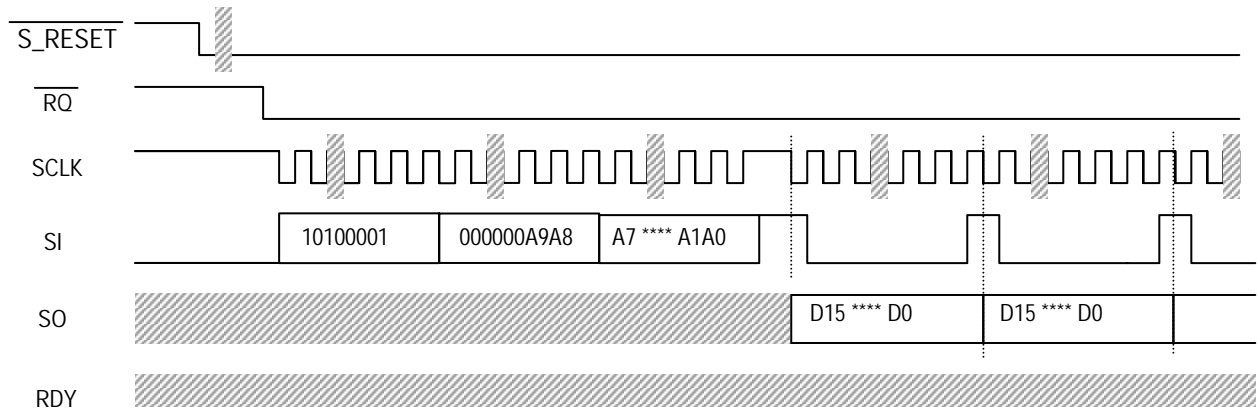 S_RESET
RQ
SCLK
SI 10100001 000000A9A8 A7 **** A1A0
SO D15 **** D0 D15 **** D0
RDY